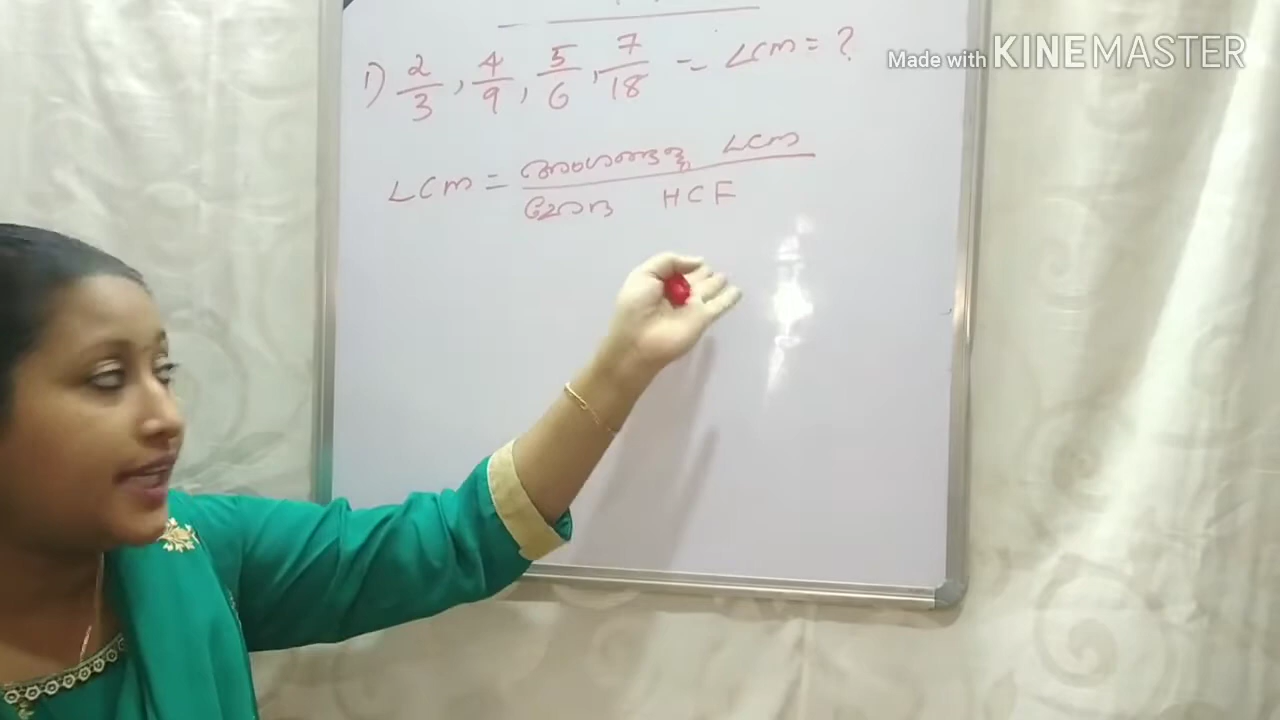 1) 2/3, 4/9, 5/6, 7/18 = LCM = ?
Made with KINEMASTER
LCM = അംശങ്ങളുടെ LCM
ഛേദ HCF